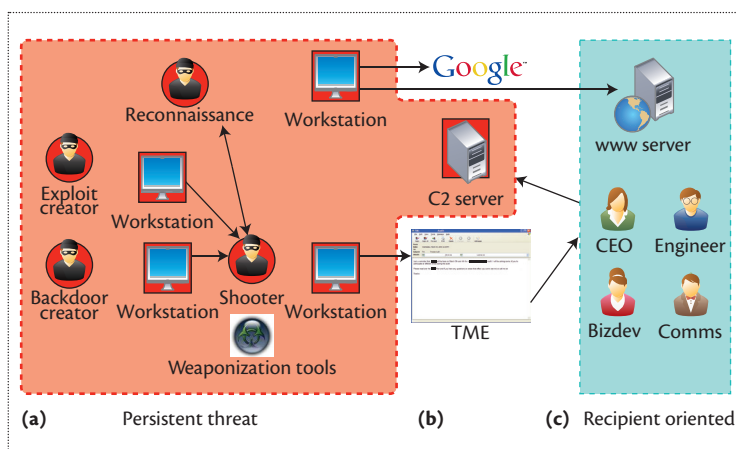 Google™
Reconnaissance
Workstation
www server
C2 server
Exploit
creator
Workstation
CEO
Engineer
Backdoor
creator
Workstation
Shooter
Workstation
TME
Bizdev
Comms
Weaponization tools
(a) Persistent threat
(b)
(c) Recipient oriented